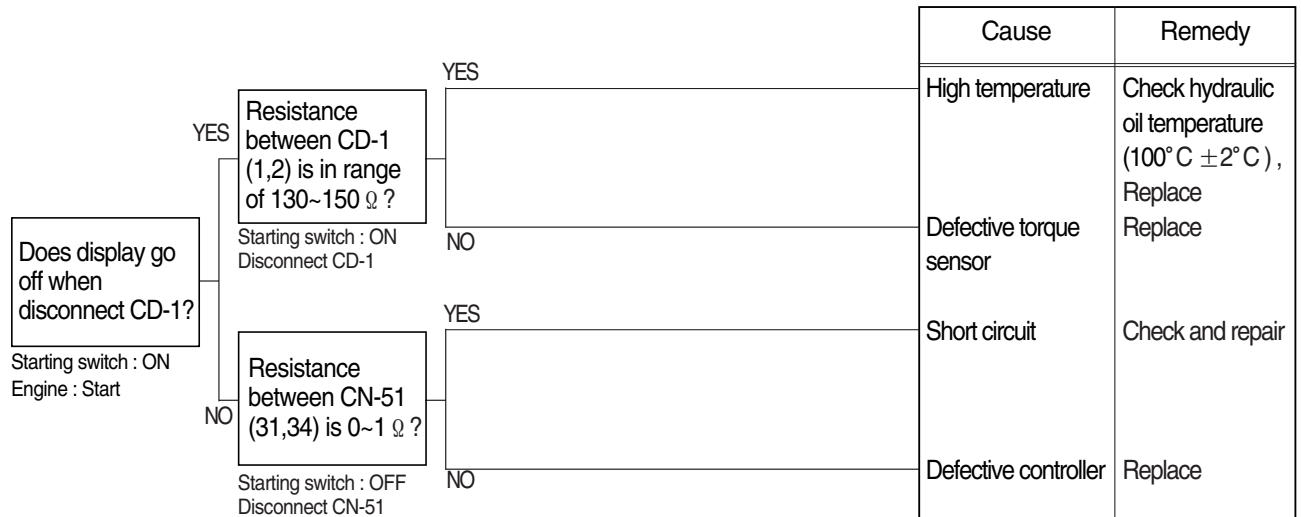 Cause
Remedy
YES
High temperature
Check hydraulic
oil temperature
(100°C ±2°C) ,
Replace
YES
Resistance
between CD-1
(1,2) is in range
of 130~150 Ω ?
Starting switch : ON
Disconnect CD-1
NO
Defective torque
sensor
Replace
Does display go
off when
disconnect CD-1?
Starting switch : ON
Engine : Start
YES
Short circuit
Check and repair
NO
Resistance
between CN-51
(31,34) is 0~1 Ω ?
Starting switch : OFF
Disconnect CN-51
NO
Defective controller
Replace